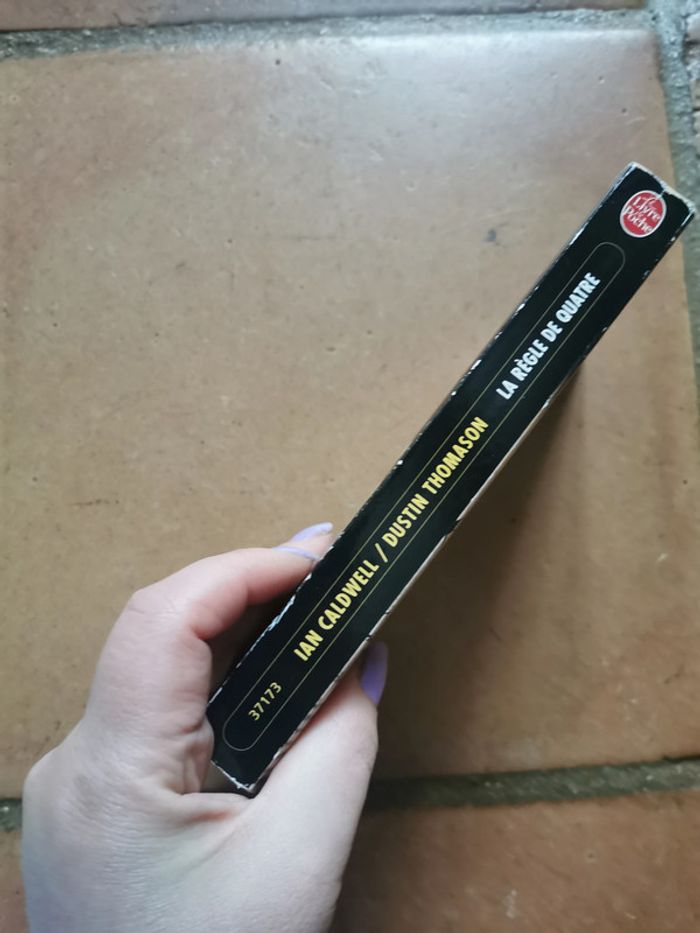 37173
IAN CALDWELL / DUSTIN THOMASON
LA RÈGLE DE QUATRE
Le
Livre
de
Poche